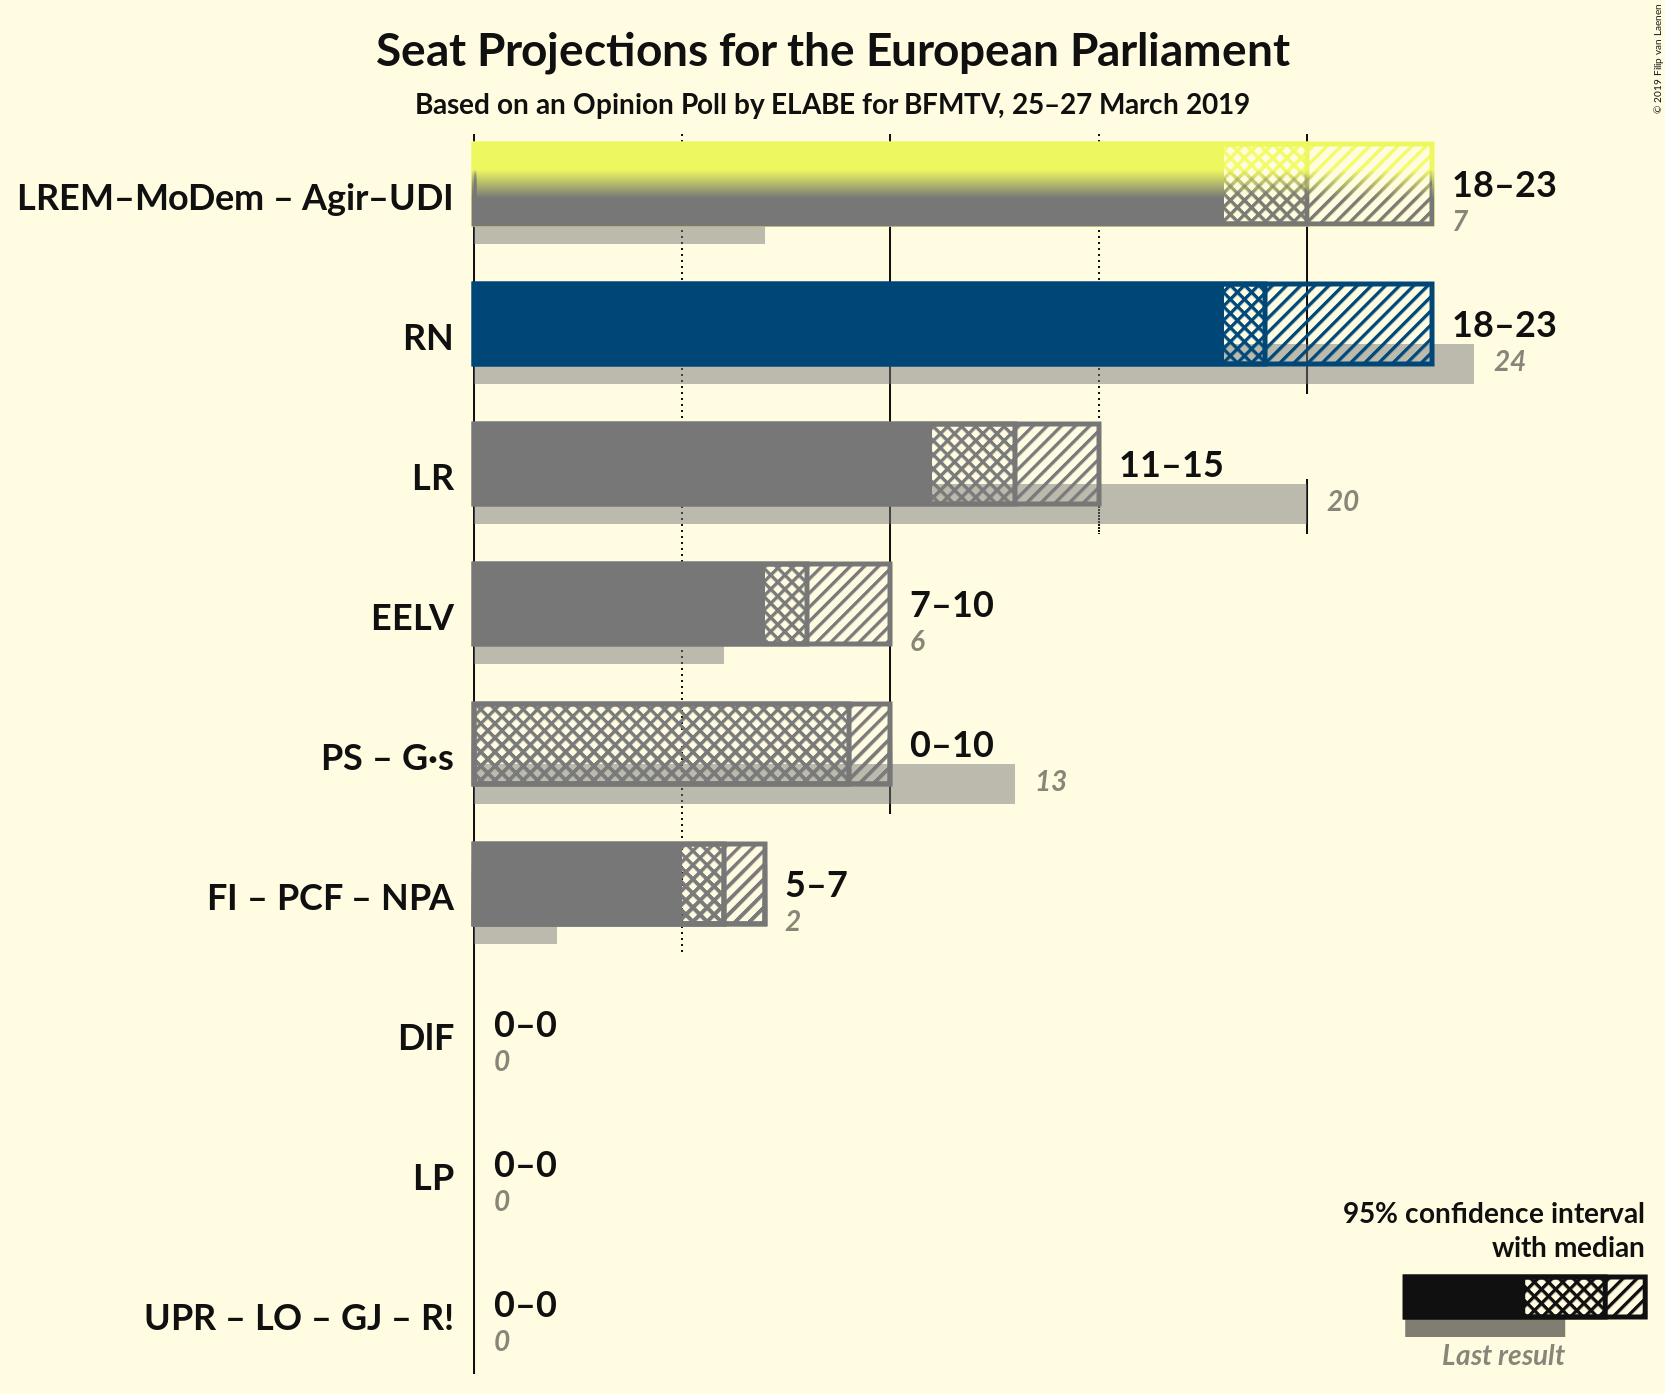 Seat Projections for the European Parliament
Based on an Opinion Poll by ELABE for BFMTV, 25–27 March 2019
© 2019 Filip van Laenen
LREM–MoDem – Agir–UDI
18–23
7
RN
18–23
24
LR
11–15
20
EELV
7–10
6
PS – G·s
0–10
13
FI – PCF – NPA
5–7
2
DlF
0–0
0
LP
0–0
0
UPR – LO – GJ – R!
0–0
0
95% confidence interval
with median
Last result